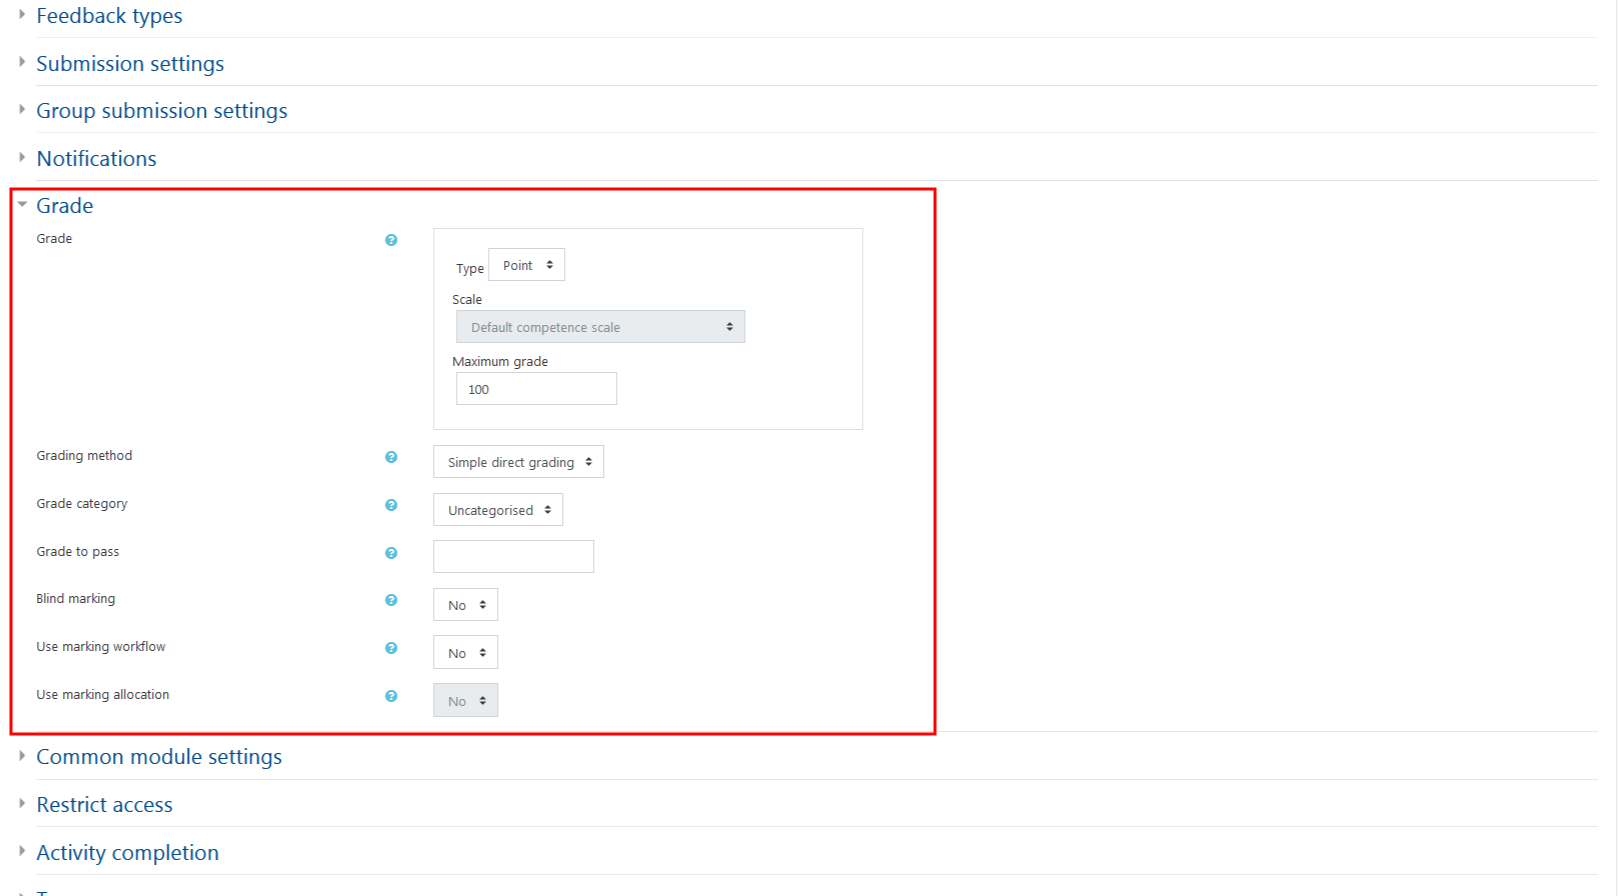 Feedback types
Submission settings
Group submission settings
Notifications
Grade
Grade
Type Point
Scale
Default competence scale
Maximum grade
100
Grading method Simple direct grading
Grade category Uncategorised
Grade to pass
Blind marking No
Use marking workflow No
Use marking allocation No
Common module settings
Restrict access
Activity completion